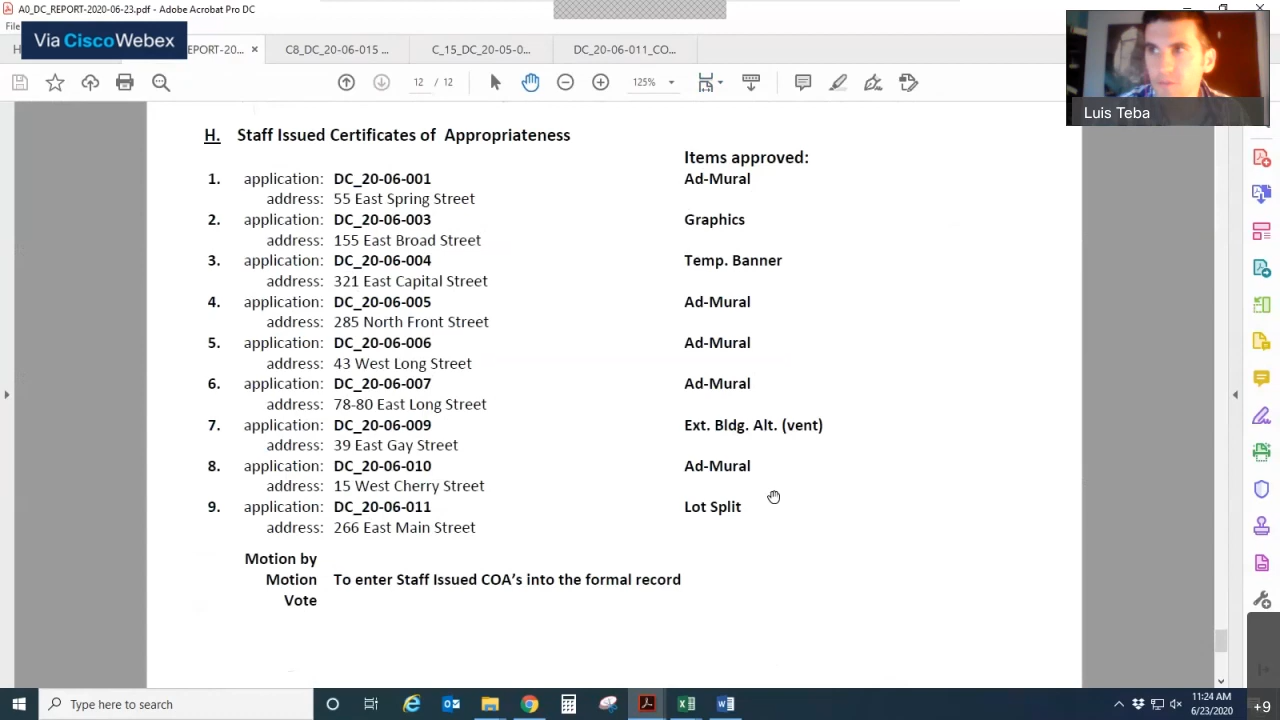 A0_DC_REPORT-2020-06-23.pdf - Adobe Acrobat Pro DC
Via CiscoWebex
REPORT-20... ×
C8_DC_20-06-015 ...
C_15_DC_20-05-0...
DC_20-06-011_CO...
12 / 12
125%
Luis Teba
H. Staff Issued Certificates of Appropriateness
Items approved:
1. application: DC_20-06-001 Ad-Mural
address: 55 East Spring Street
2. application: DC_20-06-003 Graphics
address: 155 East Broad Street
3. application: DC_20-06-004 Temp. Banner
address: 321 East Capital Street
4. application: DC_20-06-005 Ad-Mural
address: 285 North Front Street
5. application: DC_20-06-006 Ad-Mural
address: 43 West Long Street
6. application: DC_20-06-007 Ad-Mural
address: 78-80 East Long Street
7. application: DC_20-06-009 Ext. Bldg. Alt. (vent)
address: 39 East Gay Street
8. application: DC_20-06-010 Ad-Mural
address: 15 West Cherry Street
9. application: DC_20-06-011 Lot Split
address: 266 East Main Street
Motion by
Motion To enter Staff Issued COA's into the formal record
Vote
Type here to search
11:24 AM
6/23/2020
+9